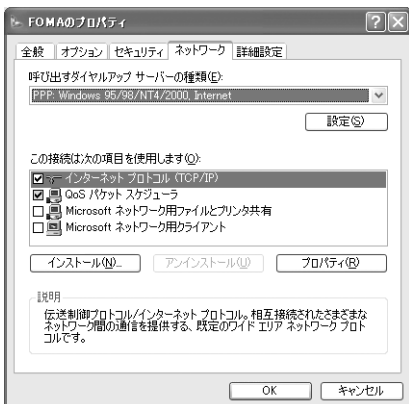 FOMAのプロパティ
全般 オプション セキュリティ ネットワーク 詳細設定
呼び出すダイヤルアップ サーバーの種類(E):
PPP: Windows 95/98/NT4/2000, Internet
設定(S)
この接続は次の項目を使用します(O):
インターネット プロトコル (TCP/IP)
QoS パケット スケジューラ
Microsoft ネットワーク用ファイルとプリンタ共有
Microsoft ネットワーク用クライアント
インストール(N)... アンインストール(U) プロパティ(R)
説明
伝送制御プロトコル/インターネット プロトコル。相互接続されたさまざまな
ネットワーク間の通信を提供する、既定のワイド エリア ネットワーク プロト
コルです。
OK キャンセル